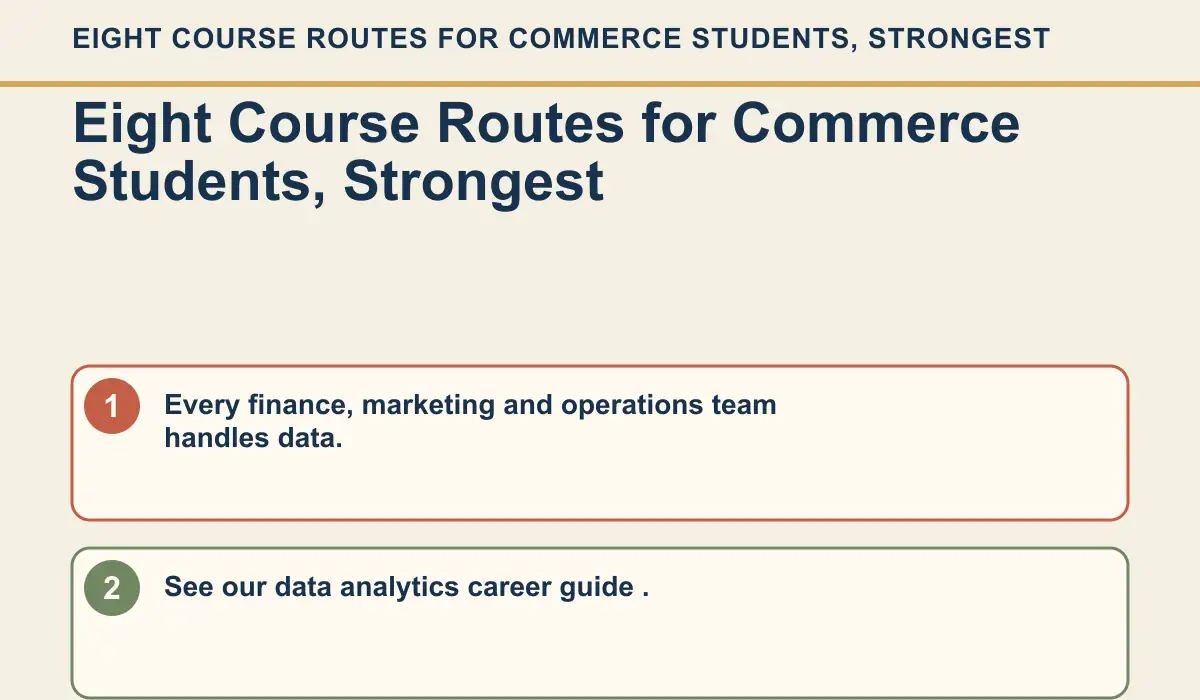 EIGHT COURSE ROUTES FOR COMMERCE STUDENTS, STRONGEST
Eight Course Routes for Commerce
Students, Strongest
1
Every finance, marketing and operations team
handles data.
2
See our data analytics career guide .